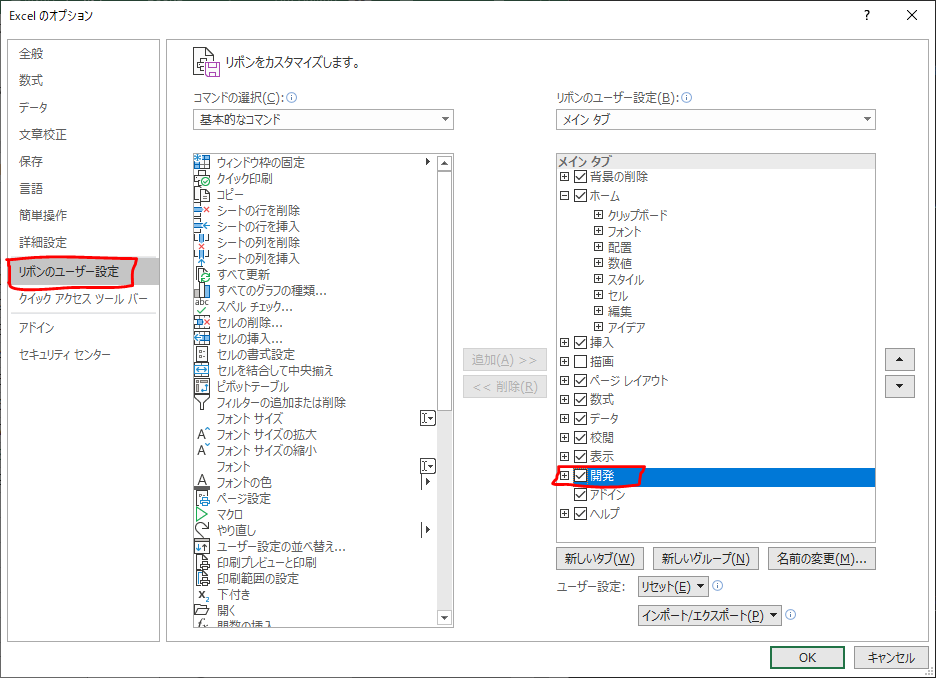 Excel のオプション
?
全般
数式
データ
文章校正
保存
言語
簡単操作
詳細設定
リボンのユーザー設定
クイック アクセス ツール バー
アドイン
セキュリティ センター
リボンをカスタマイズします。
コマンドの選択(C):
基本的なコマンド
ウィンドウ枠の固定
クイック印刷
コピー
シートの行を削除
シートの行を挿入
シートの列を削除
シートの列を挿入
すべて更新
すべてのグラフの種類...
スペル チェック...
セルの削除...
セルの挿入...
セルの書式設定
セルを結合して中央揃え
ピボットテーブル
フィルターの追加または削除
フォント サイズ
フォント サイズの拡大
フォント サイズの縮小
フォント
フォントの色
ページ設定
マクロ
やり直し
ユーザー設定の並べ替え...
印刷プレビューと印刷
印刷範囲の設定
下付き
開く
関数の挿入
追加(A) >>
<< 削除(R)
リボンのユーザー設定(B):
メイン タブ
メイン タブ
背景の削除
ホーム
クリップボード
フォント
配置
数値
スタイル
セル
編集
アイデア
挿入
描画
ページ レイアウト
数式
データ
校閲
表示
開発
アドイン
ヘルプ
新しいタブ(W)
新しいグループ(N)
名前の変更(M)...
ユーザー設定:
リセット(E)
インポート/エクスポート(P)
OK
キャンセル